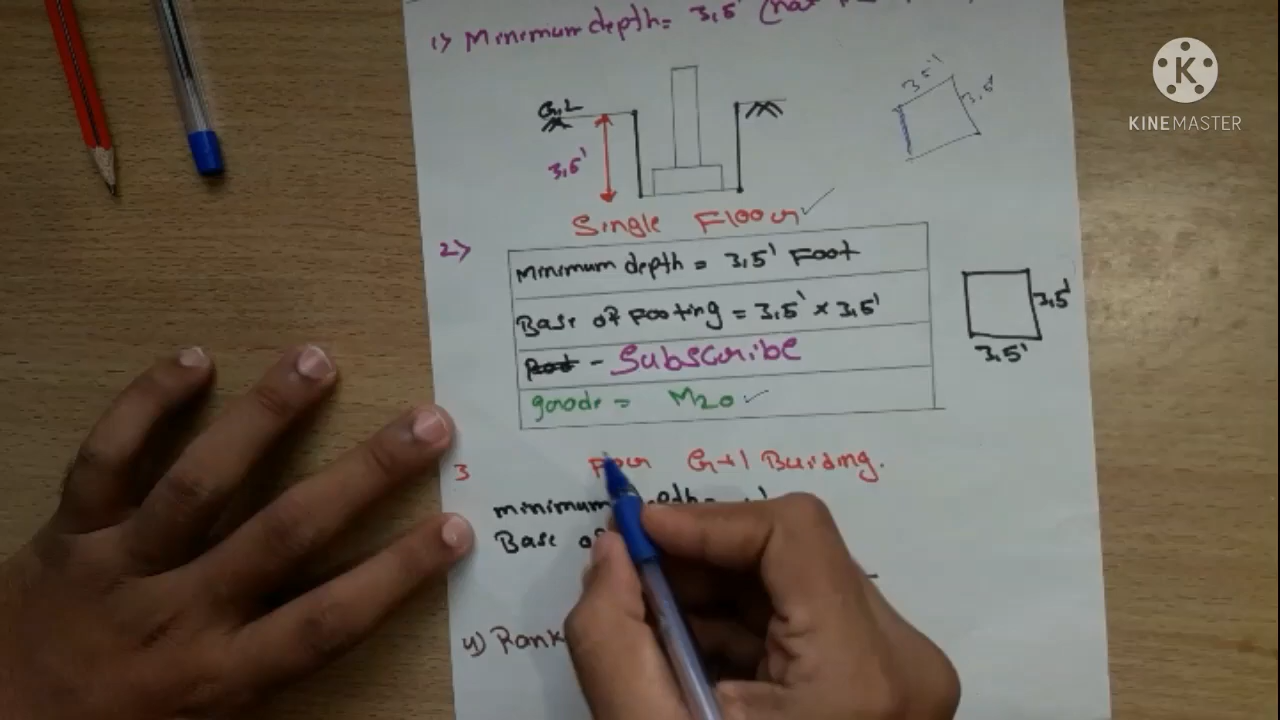 1) Minimum depth = 3.5' (
3.5'
3.5'
G.L
3.5'
Single Floor
2)
Minimum depth = 3.5' Foot
Base of Footing = 3.5' x 3.5'
- Subscribe
grade = M20
3.5'
3.5'
3 For G+1 Building.
minimum
Base of
4) Rank
K
KINEMASTER